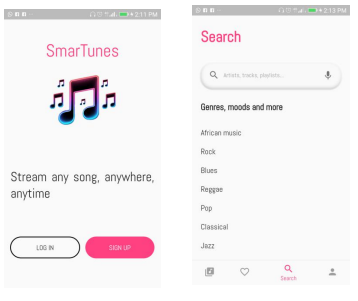 2:11 PM
SmarTunes
Stream any song, anywhere,
anytime
LOG IN
SIGN UP
2:13 PM
Search
Artists, tracks, playlists...
Genres, moods and more
African music
Rock
Blues
Reggae
Pop
Classical
Jazz
Search